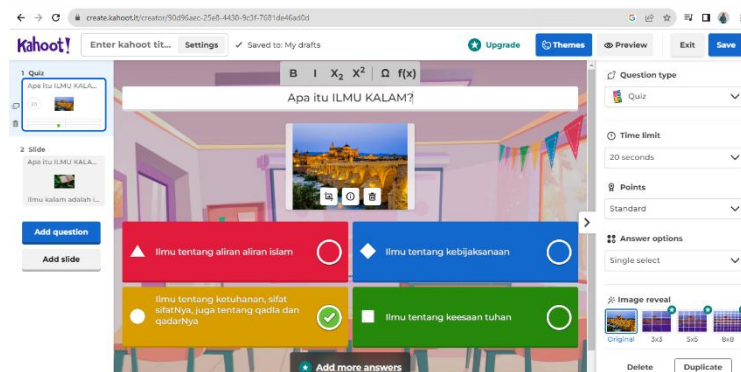 create.kahoot.it/creator/90d96aec-25e8-4430-9c3f-7681de46ad0d
Kahoot!
Enter kahoot tit...
Settings
Saved to: My drafts
Upgrade
Themes
Preview
Exit
Save
1 Quiz
Apa itu ILMU KALA...
2 Slide
Apa itu ILMU KALA...
Ilmu kalam adalah i...
Add question
Add slide
B I X₂ X² Ω f(x)
Apa itu ILMU KALAM?
Ilmu tentang aliran aliran islam
Ilmu tentang kebijaksanaan
Ilmu tentang ketuhanan, sifat
sifatNya, juga tentang qadla dan
qadarNya
Ilmu tentang keesaan tuhan
Add more answers
Question type
Quiz
Time limit
20 seconds
Points
Standard
Answer options
Single select
Image reveal
Original 3x3 5x5 8x8
Delete
Duplicate